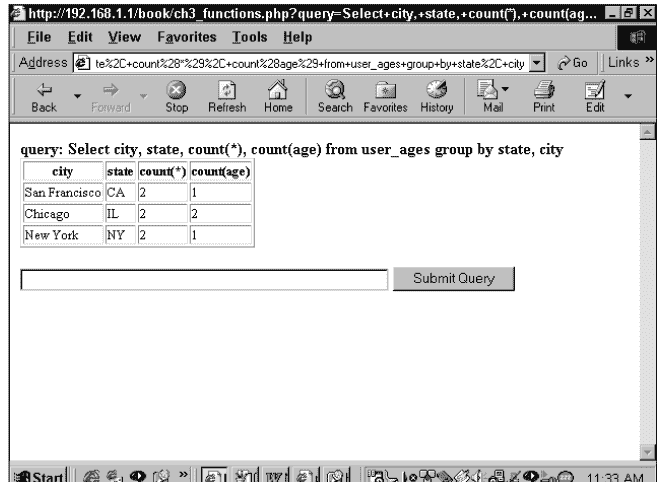 http://192.168.1.1/book/ch3_functions.php?query=Select+city,+state,+count(*),+count(ag...
File Edit View Favorites Tools Help
Address te%2C+count%28*%29%2C+count%28age%29+from+user_ages+group+by+state%2C+city Go Links »
Back Forward Stop Refresh Home Search Favorites History Mail Print Edit
query: Select city, state, count(*), count(age) from user_ages group by state, city
city state count(*) count(age)
San Francisco CA 2 1
Chicago IL 2 2
New York NY 2 1
Submit Query
Start » 11:33 AM